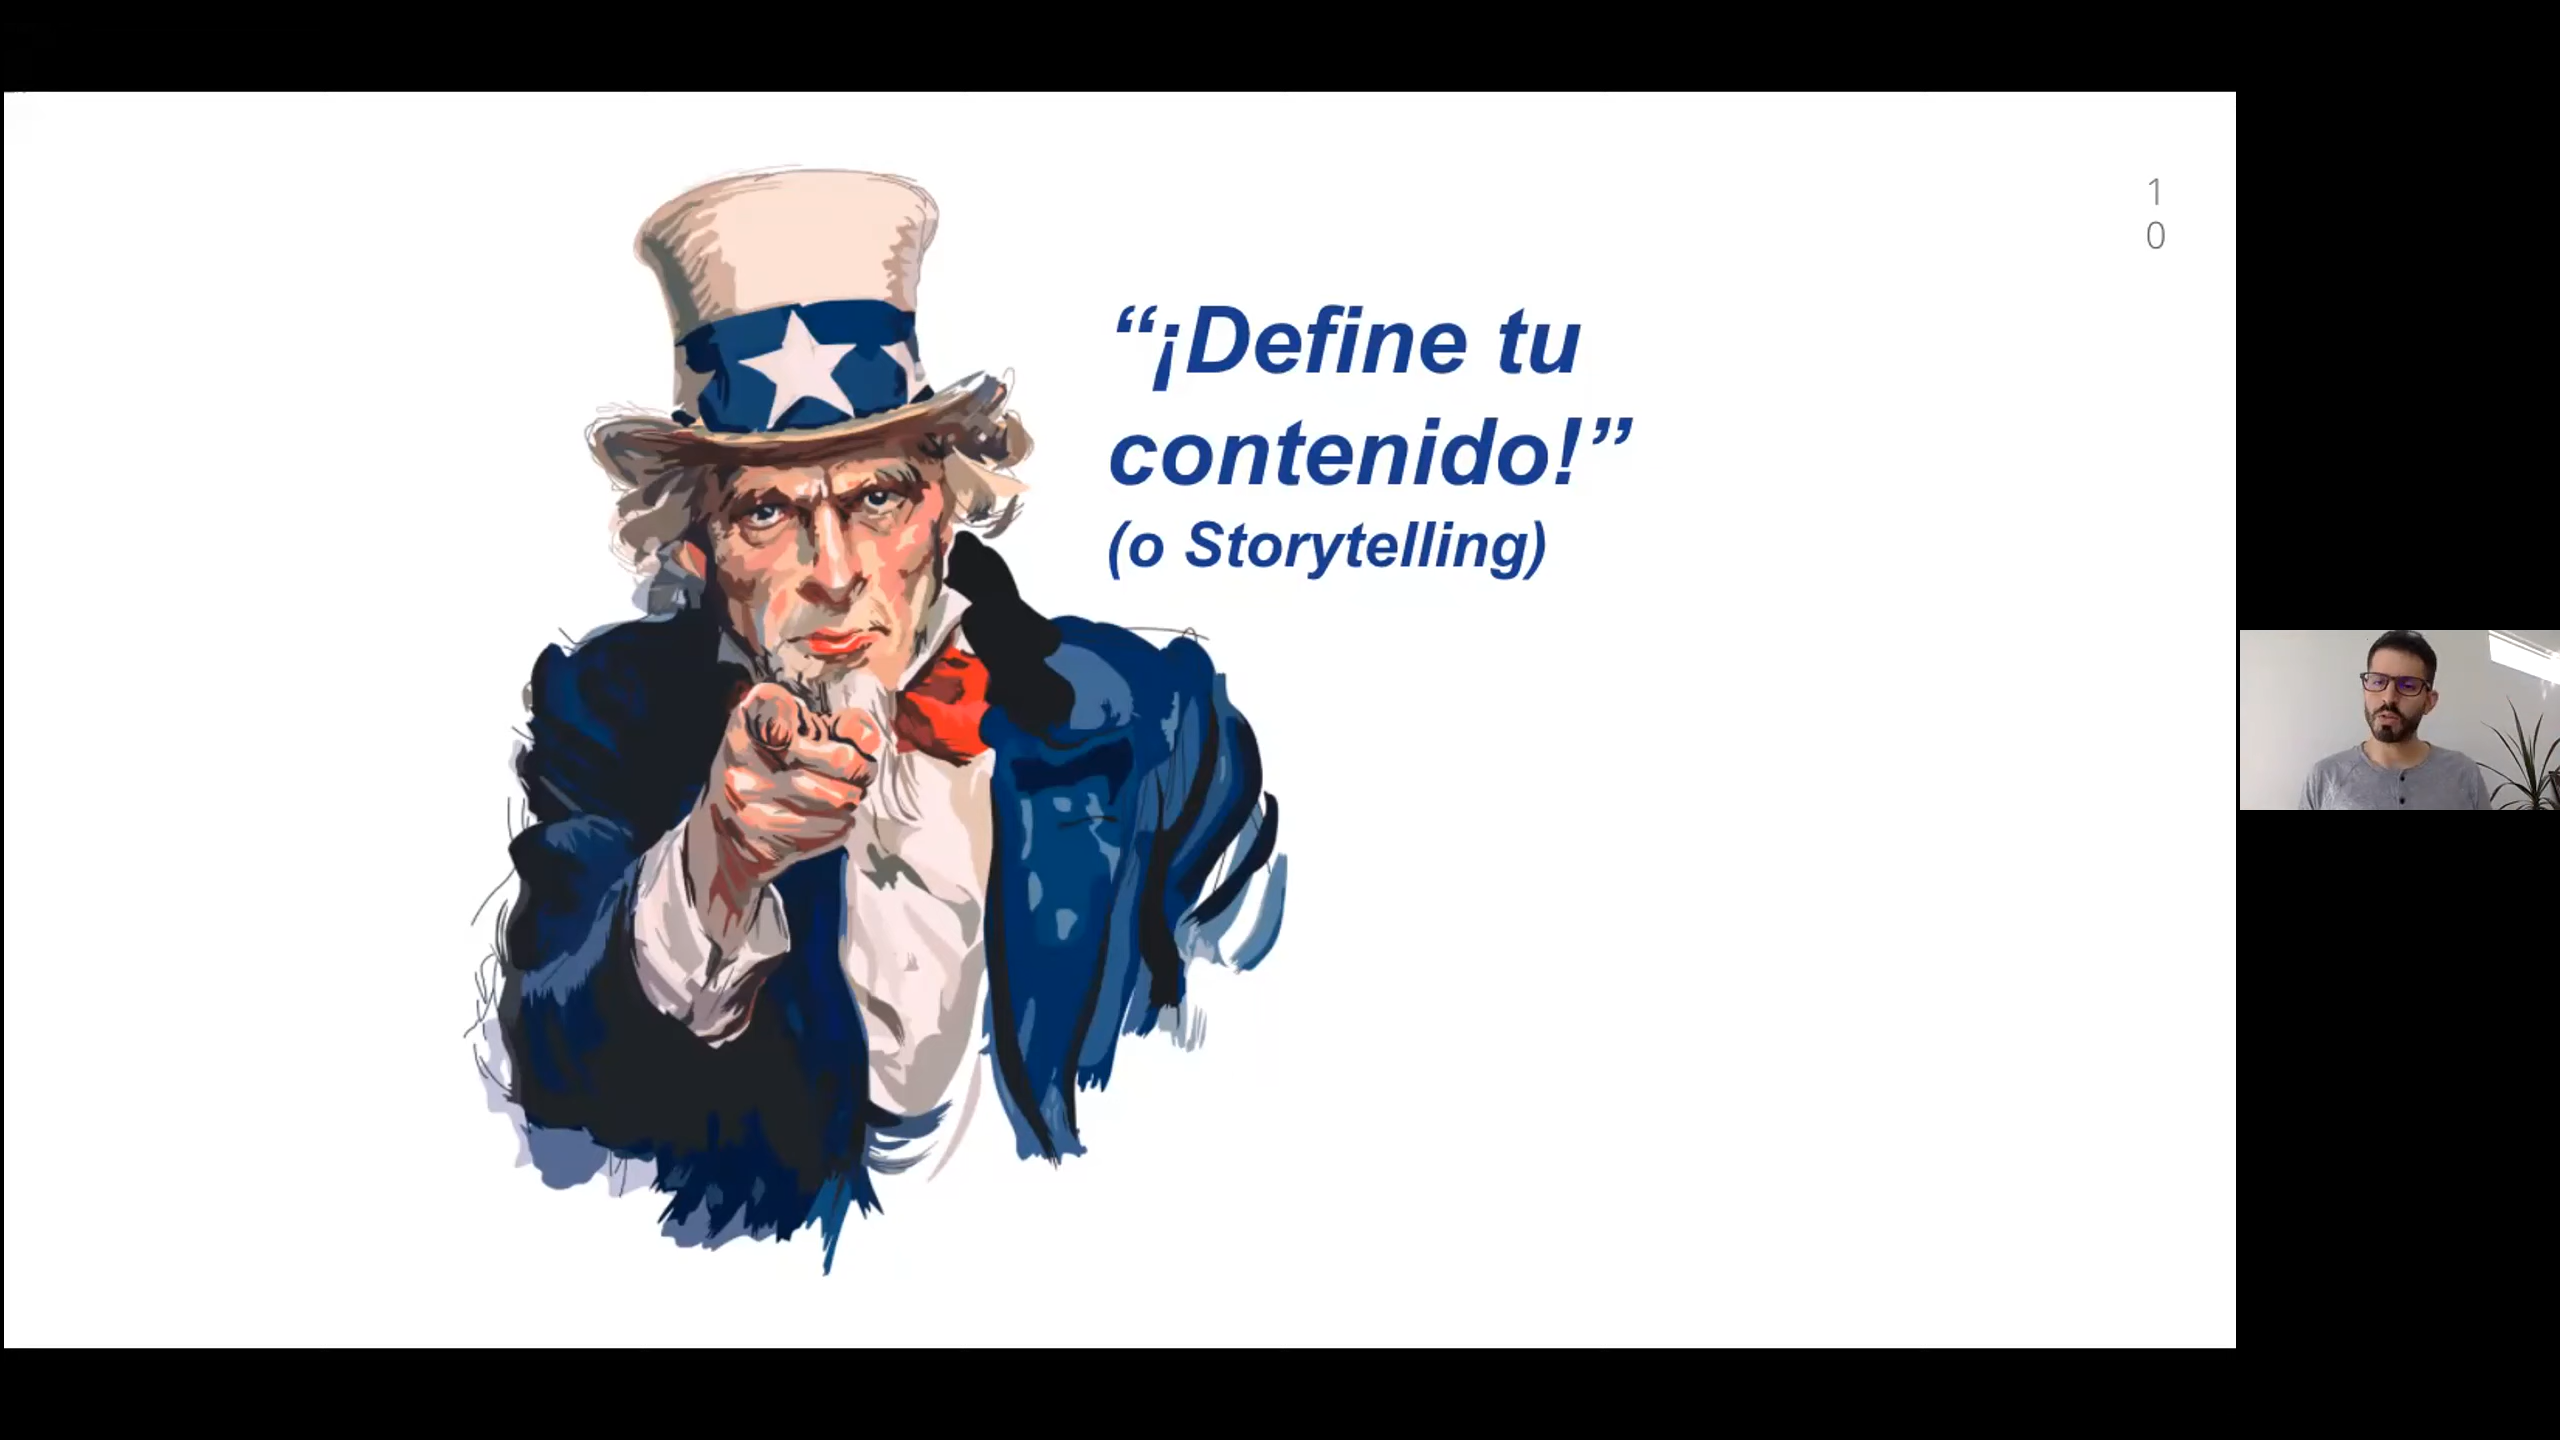 1
0
“¡Define tu
contenido!”
(o Storytelling)